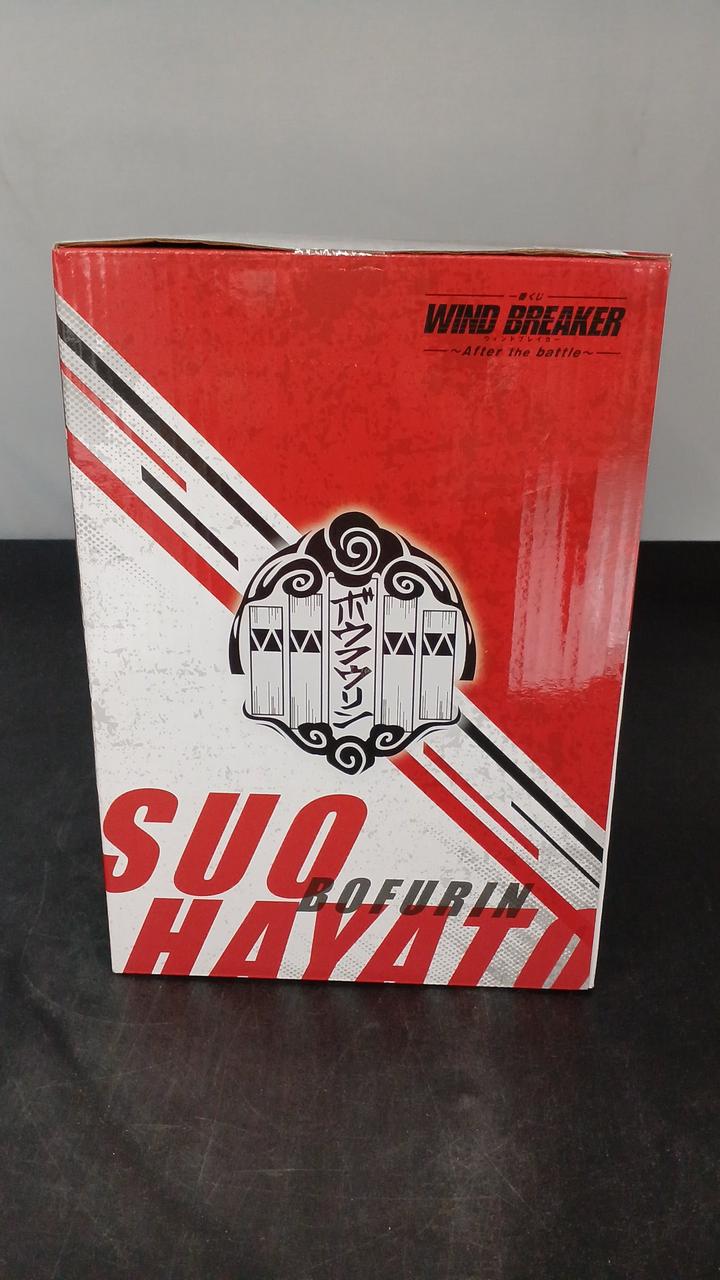 一番くじ
WIND BREAKER
ウィンドブレイカー
~After the battle~
ボウフウリン
SUO
BOFURIN
HAYATO